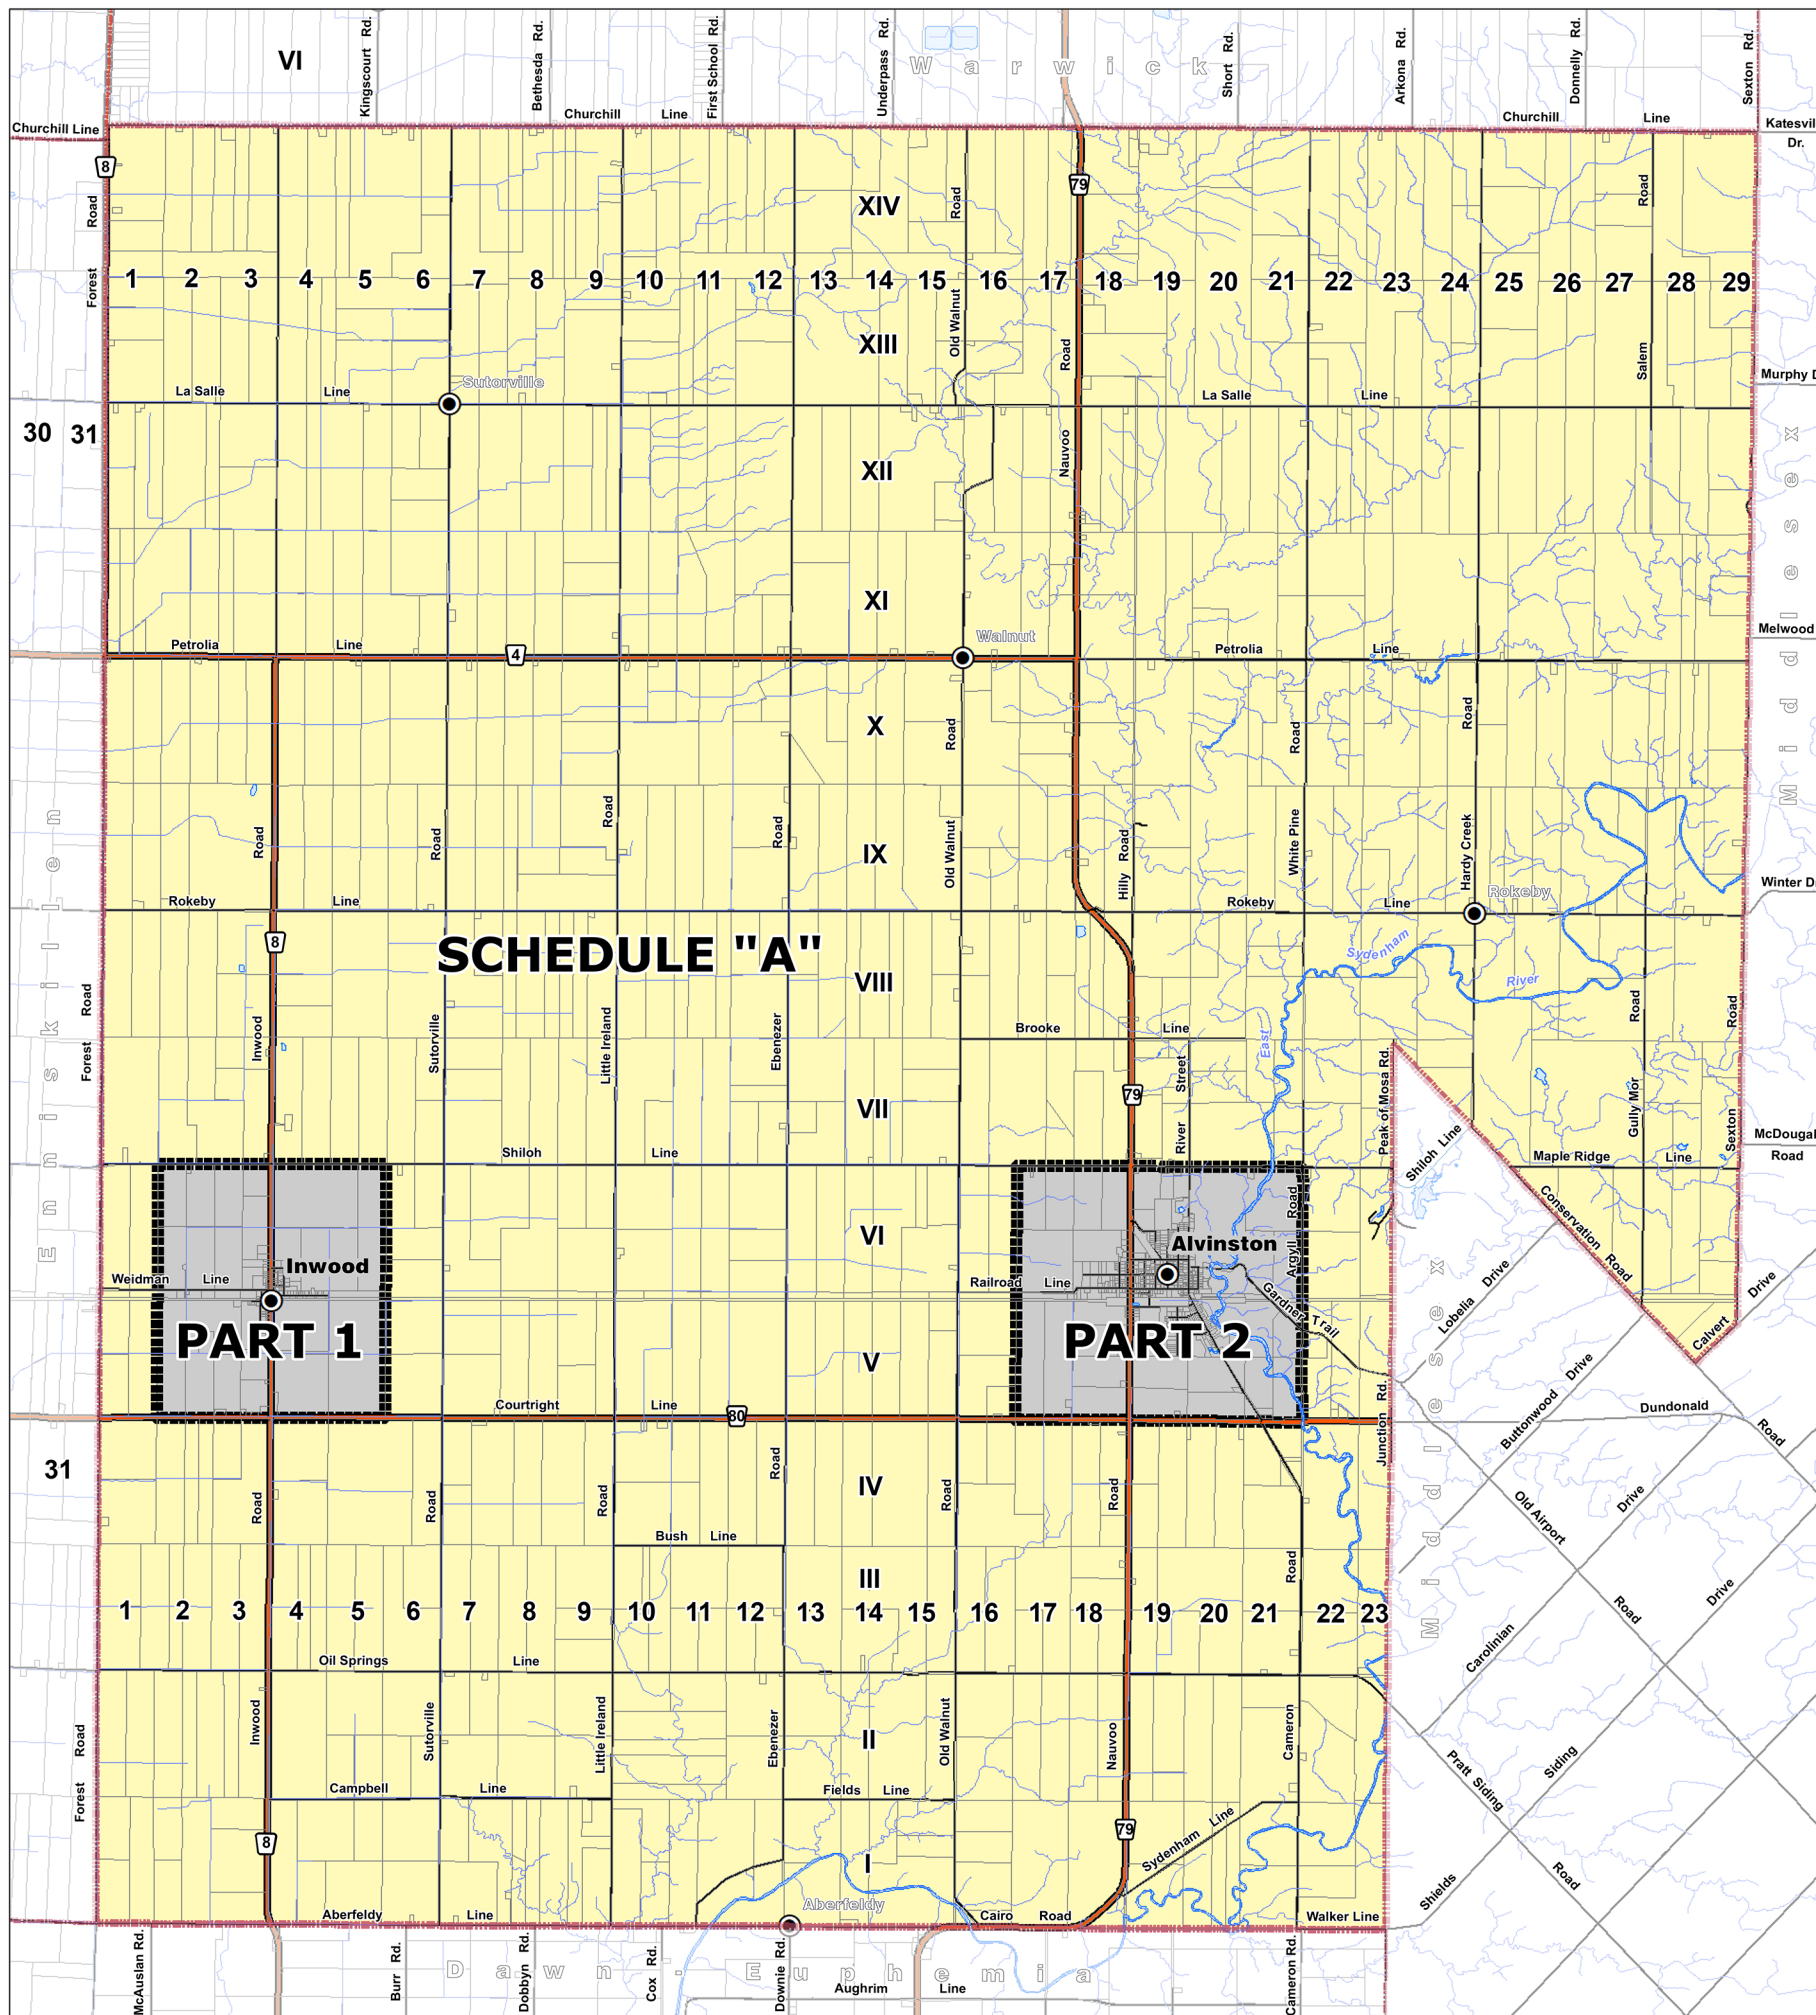 VI
Kingscourt Rd.
Bethesda Rd.
First School Rd.
Underpass Rd.
Warwick
Short Rd.
Arkona Rd.
Donnelly Rd.
Sexton Rd.
Churchill Line
Churchill Line
Churchill Line
Dr.
8
79
Road
Forest
XIV
Road
Old Walnut
Road
Salem
1 2 3 4 5 6 7 8 9 10 11 12 13 14 15 16 17 18 19 20 21 22 23 24 25 26 27 28 29
XIII
Road
Nauvoo
Sutorville
La Salle Line
La Salle Line
30 31
XII
Middlesex
XI
Walnut
Petrolia Line
4
Petrolia Line
Melwood
X
Road
Road
Road
Road
Road
Road
Road
IX
Old Walnut
Hilly Road
White Pine
Hardy Creek
Rokeby
Rokeby Line
Rokeby Line
8
SCHEDULE "A"
Sydenham
River
East
VIII
Enniskillen
Road
Forest
Inwood
Sutorville
Little Ireland
Ebenezer
Brooke Line
River Street
Peak of Mosa Rd.
Road
Gully Mor
Road
Sexton
79
VII
Shiloh Line
Shiloh Line
Maple Ridge Line
Road
Conservation Road
VI
Inwood
Weidman Line
PART 1
Alvinston
Railroad Line
Argyll Road
Gardner Trail
PART 2
V
Lobelia Drive
Calvert
Drive
Middlesex
Courtright Line
80
Junction Rd.
Buttonwood Drive
Dundonald
Road
31
Road
Road
Road
Road
Road
Road
Road
IV
Bush Line
Old Airport
Road
Drive
III
1 2 3 4 5 6 7 8 9 10 11 12 13 14 15 16 17 18 19 20 21 22 23
Carolinian
Drive
Oil Springs Line
Road
Forest
Inwood
Sutorville
Little Ireland
Ebenezer
Old Walnut
Nauvoo
Cameron
II
Campbell Line
Fields Line
Pratt Siding
Road
Siding
Shields
8
79
Sydenham Line
I
Aberfeldy
Aberfeldy Line
Cairo Road
Walker Line
McAuslan Rd.
Burr Rd.
Dobbyn Rd.
Cox Rd.
Downie Rd.
Cameron Rd.
Dawn-Euphemia
Aughrim Line